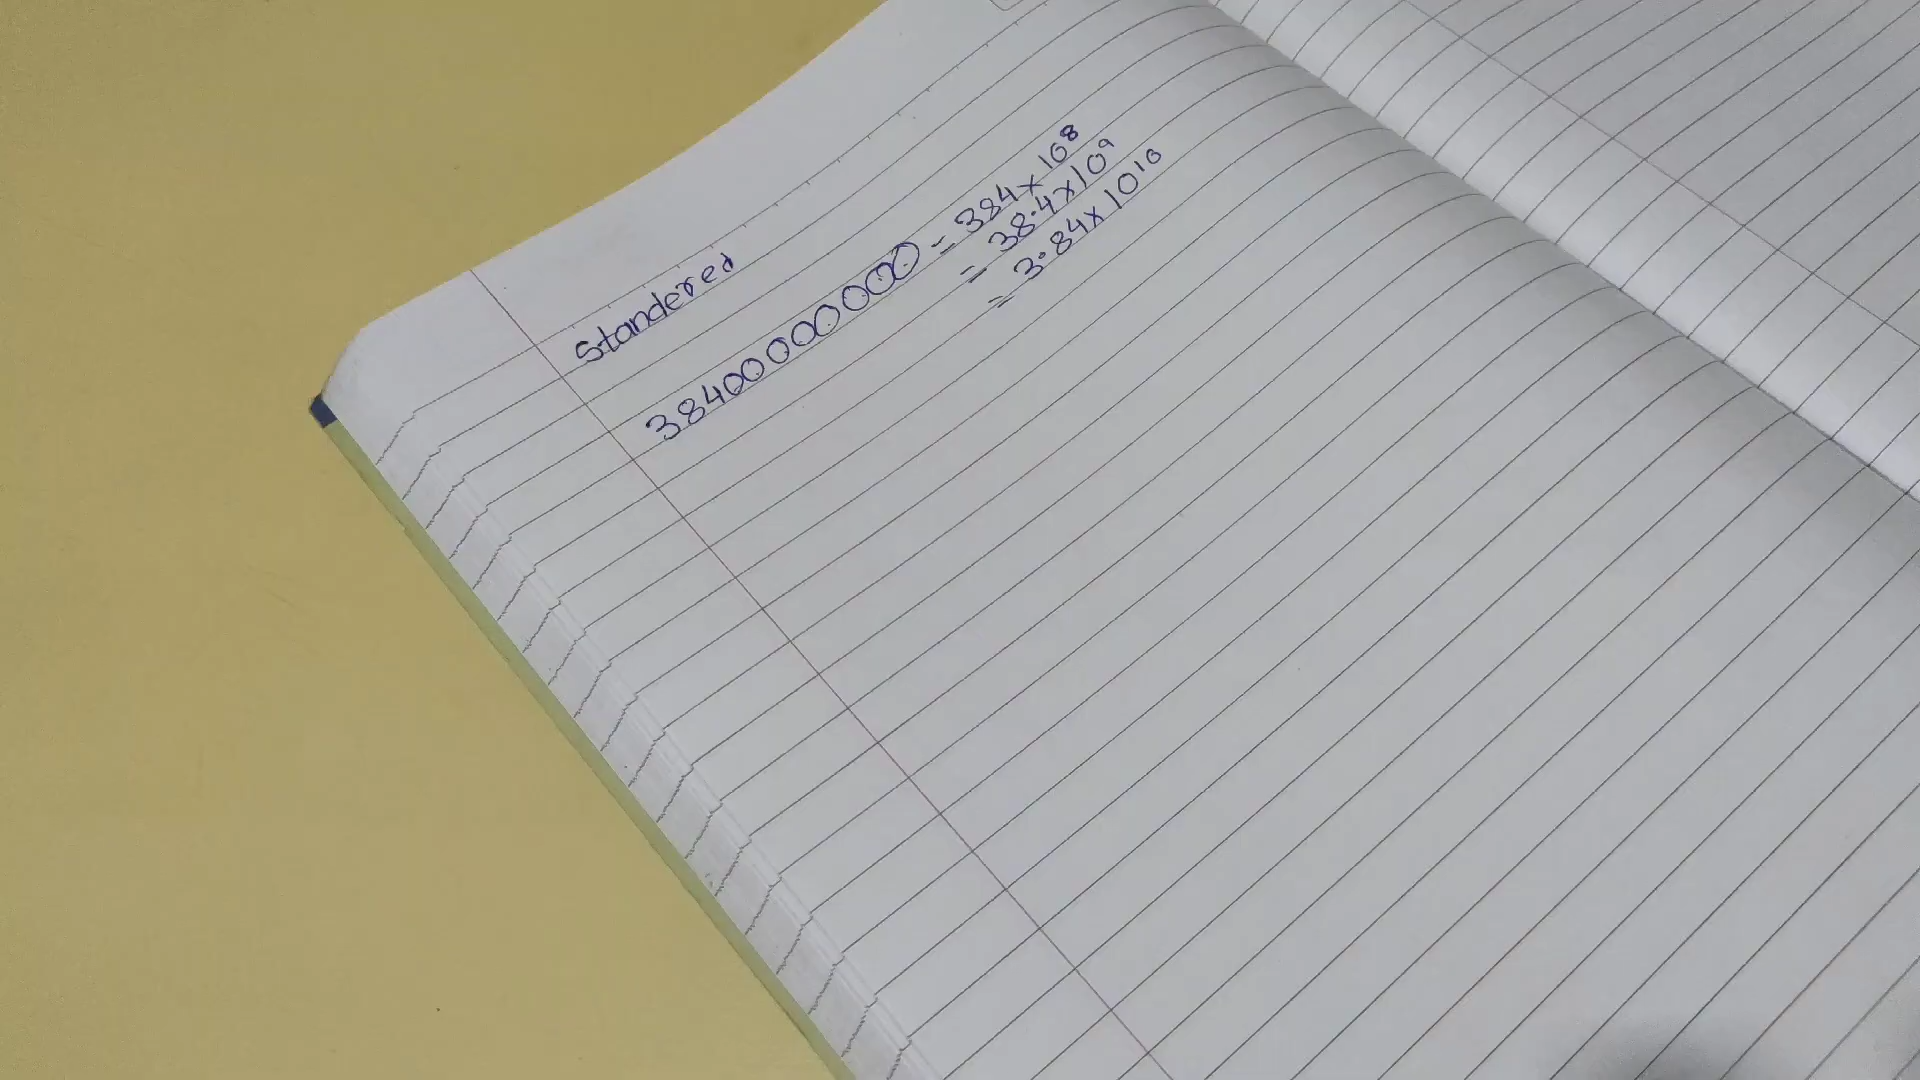 Standered
38400000000 = 384 × 10⁸
= 38.4 × 10⁹
= 3.84 × 10¹⁰